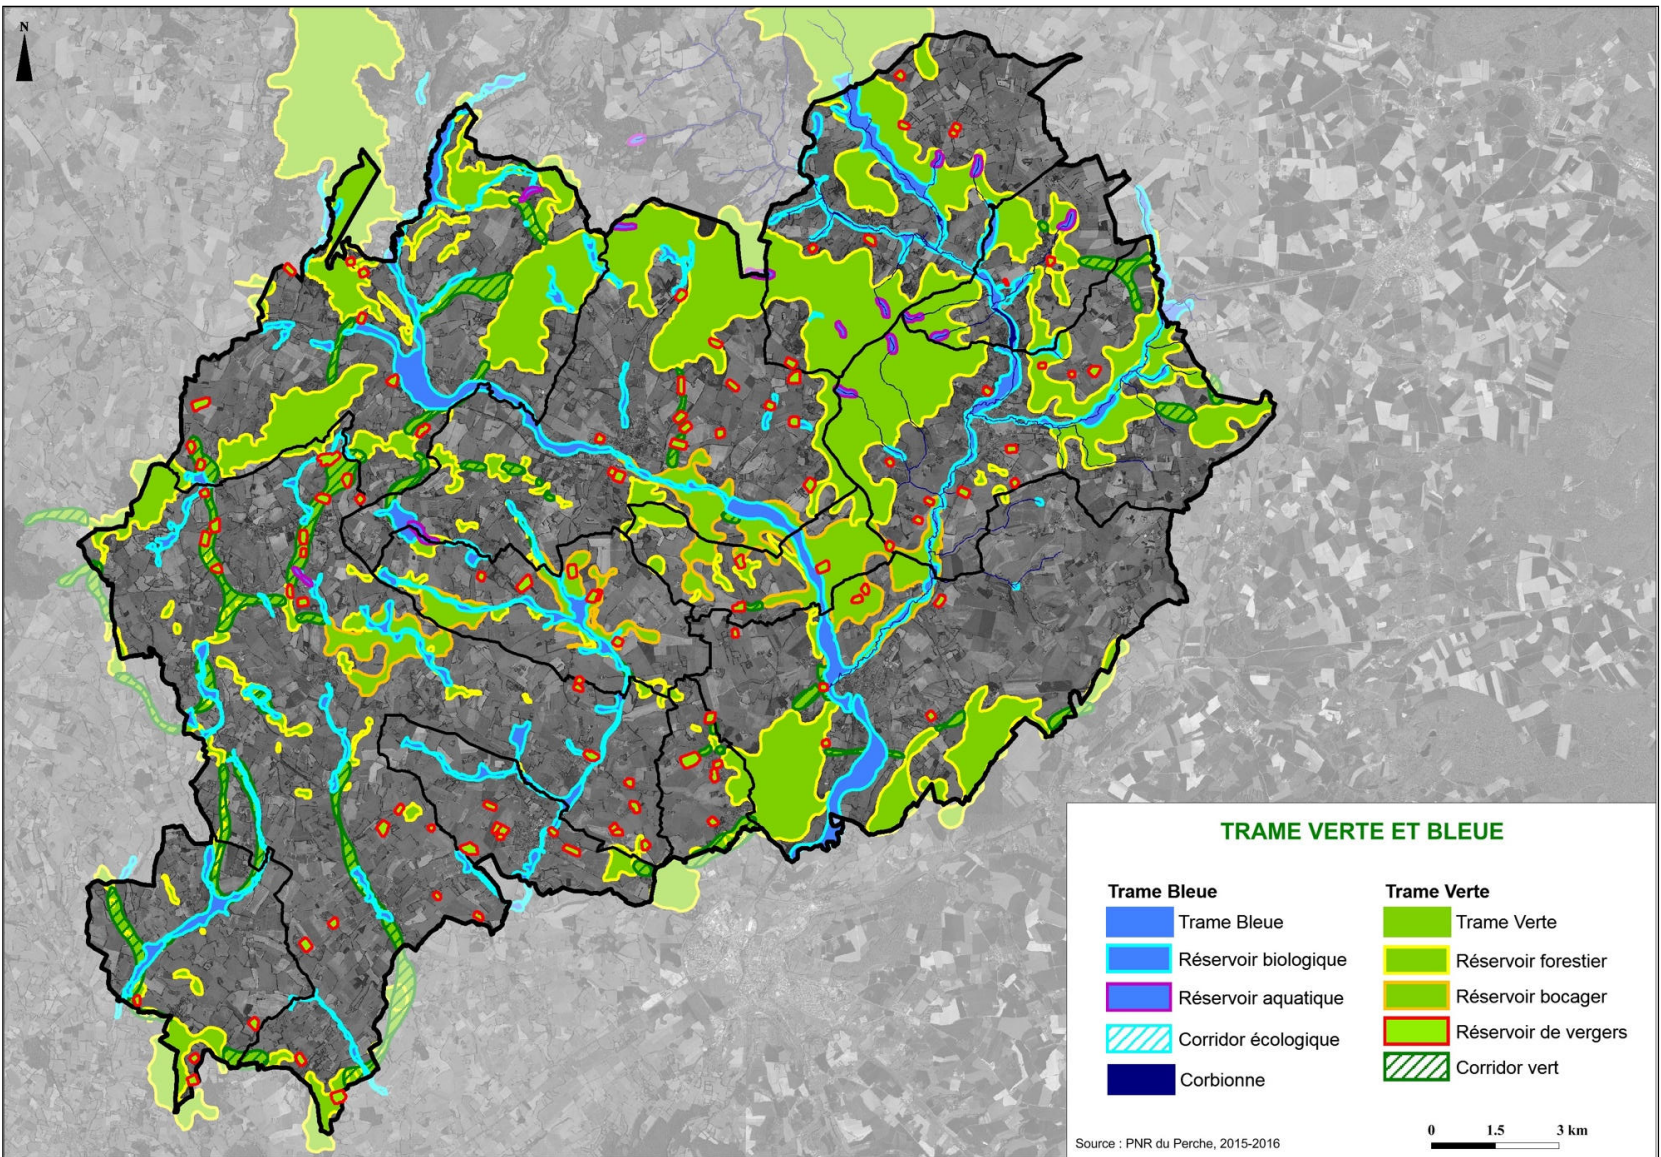 N
TRAME VERTE ET BLEUE
Trame Bleue
Trame Bleue
Réservoir biologique
Réservoir aquatique
Corridor écologique
Corbionne
Trame Verte
Trame Verte
Réservoir forestier
Réservoir bocager
Réservoir de vergers
Corridor vert
Source : PNR du Perche, 2015-2016
0 1.5 3 km